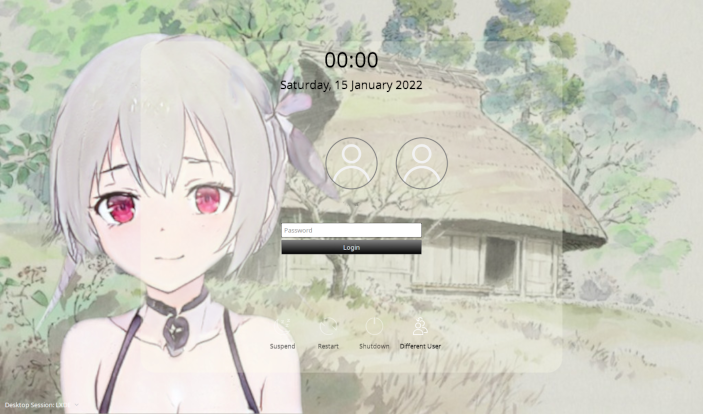 00:00
Saturday, 15 January 2022
Password
Login
Suspend Restart Shutdown Different User
Desktop Session: